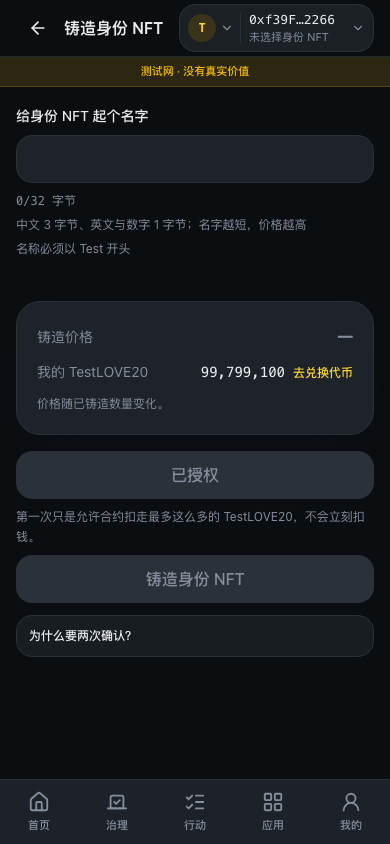 铸造身份 NFT
T
0xf39F…2266
未选择身份 NFT
测试网 · 没有真实价值
给身份 NFT 起个名字
0/32 字节
中文 3 字节、英文与数字 1 字节；名字越短，价格越高
名称必须以 Test 开头
铸造价格 —
我的 TestLOVE20 99,799,100 去兑换代币
价格随已铸造数量变化。
已授权
第一次只是允许合约扣走最多这么多的 TestLOVE20，不会立刻扣
钱。
铸造身份 NFT
为什么要两次确认?
首页 治理 行动 应用 我的